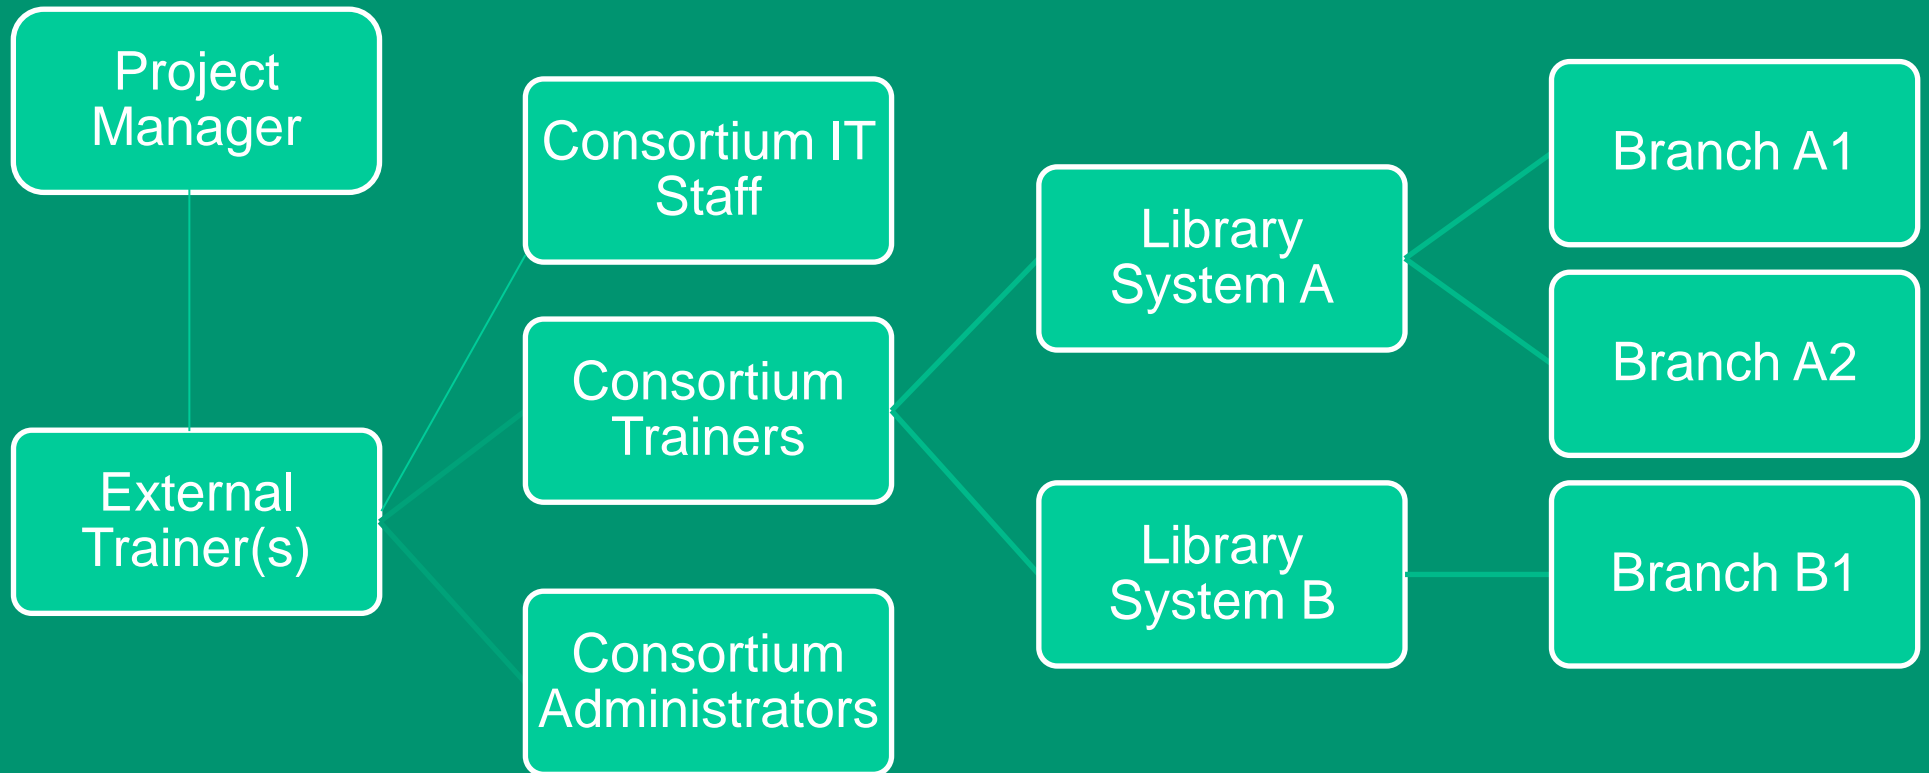 Project
Manager
External
Trainer(s)
Consortium IT
Staff
Consortium
Trainers
Consortium
Administrators
Library
System A
Library
System B
Branch A1
Branch A2
Branch B1